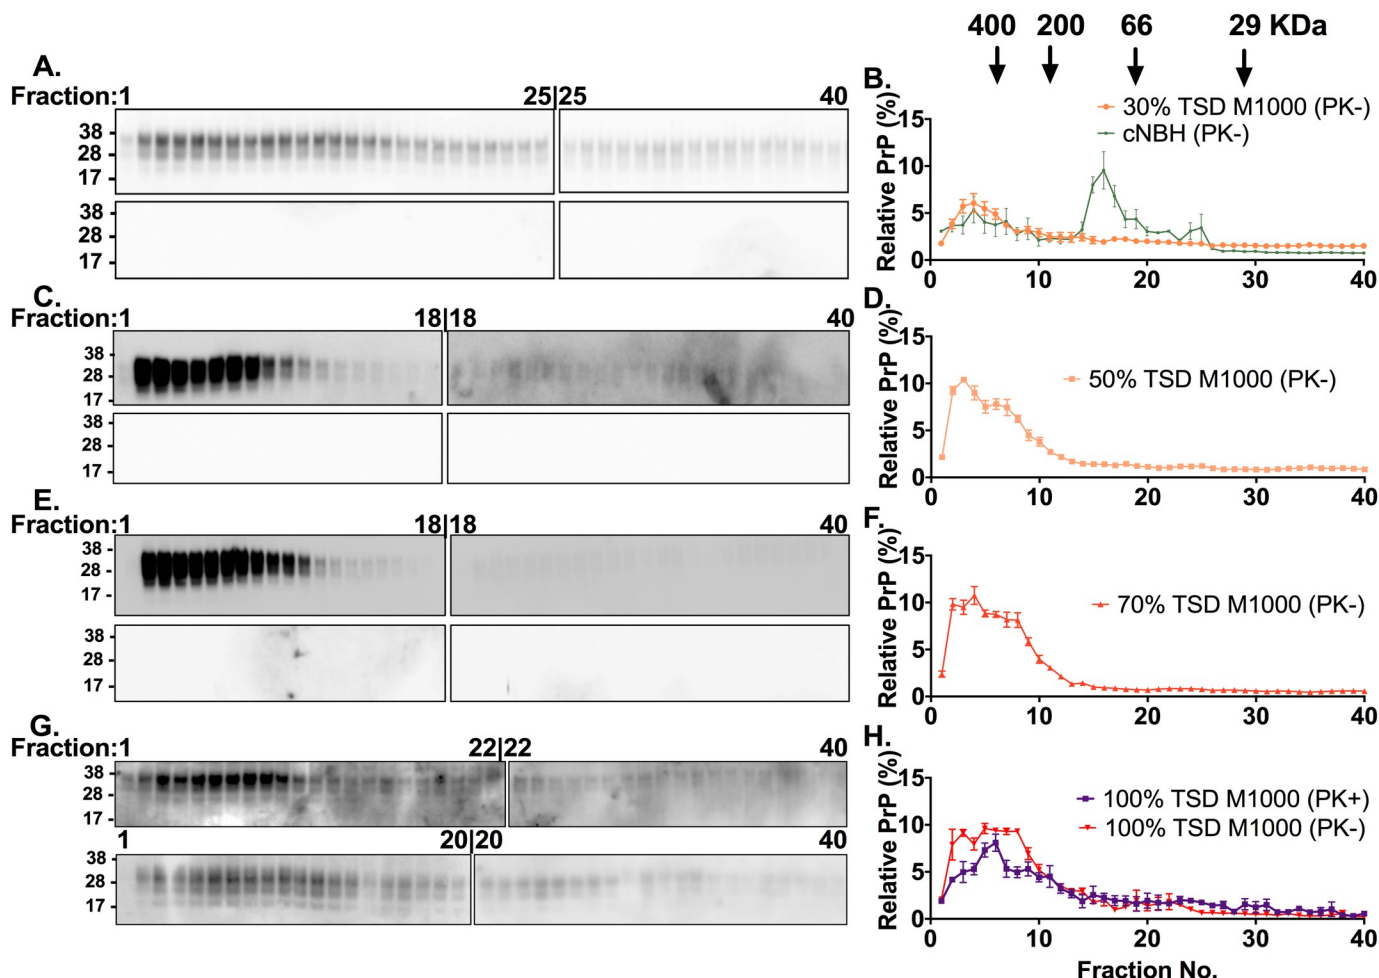 400 200 66 29 KDa
A.
Fraction:1 25|25 40
38
28
17
38
28
17
B.
Relative PrP (%)
15
10
5
0
0 10 20 30 40
30% TSD M1000 (PK-)
cNBH (PK-)
C.
Fraction:1 18|18 40
38
28
17
38
28
17
D.
Relative PrP (%)
15
10
5
0
0 10 20 30 40
50% TSD M1000 (PK-)
E.
Fraction:1 18|18 40
38
28
17
38
28
17
F.
Relative PrP (%)
15
10
5
0
0 10 20 30 40
70% TSD M1000 (PK-)
G.
Fraction:1 22|22 40
38
28
17
1 20|20 40
38
28
17
H.
Relative PrP (%)
15
10
5
0
0 10 20 30 40
100% TSD M1000 (PK+)
100% TSD M1000 (PK-)
Fraction No.